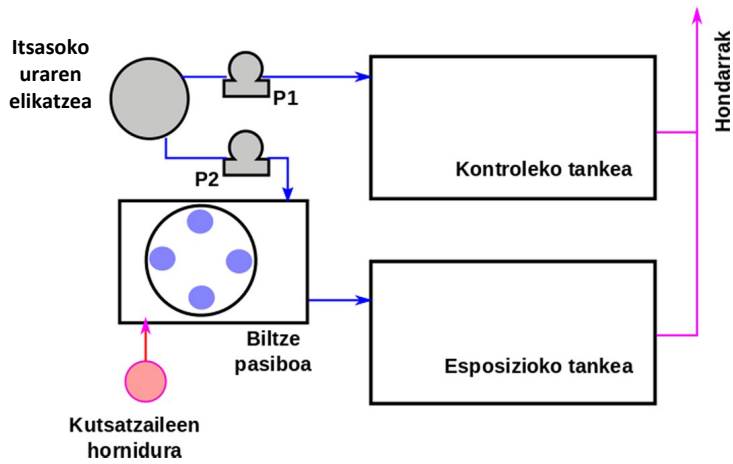 Itsasoko
uraren
elikatzea
P1
P2
Kontroleko tankea
Hondarrak
Biltze
pasiboa
Esposizioko tankea
Kutsatzaileen
hornidura